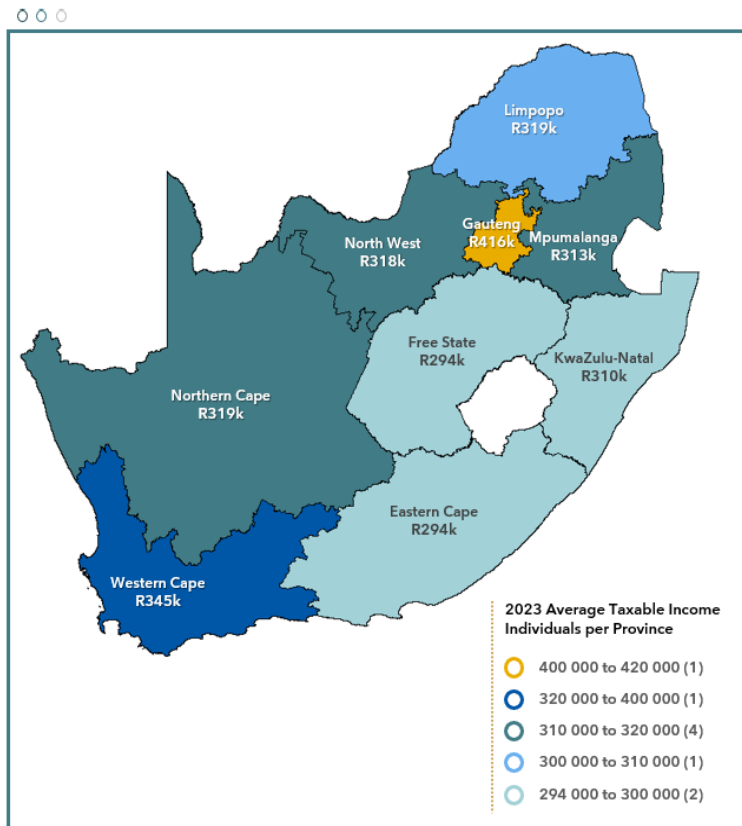 Limpopo
R319k
Gauteng
R416k
Mpumalanga
R313k
North West
R318k
Free State
R294k
KwaZulu-Natal
R310k
Northern Cape
R319k
Eastern Cape
R294k
Western Cape
R345k
2023 Average Taxable Income
Individuals per Province
400 000 to 420 000 (1)
320 000 to 400 000 (1)
310 000 to 320 000 (4)
300 000 to 310 000 (1)
294 000 to 300 000 (2)